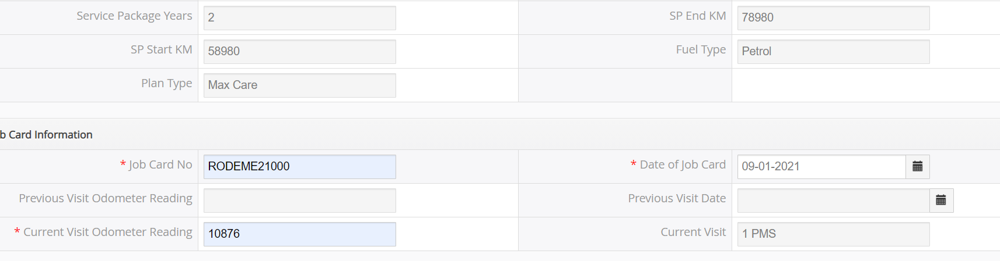 Service Package Years 2 SP End KM 78980
SP Start KM 58980 Fuel Type Petrol
Plan Type Max Care
b Card Information
* Job Card No RODEME21000 * Date of Job Card 09-01-2021
Previous Visit Odometer Reading Previous Visit Date
* Current Visit Odometer Reading 10876 Current Visit 1 PMS